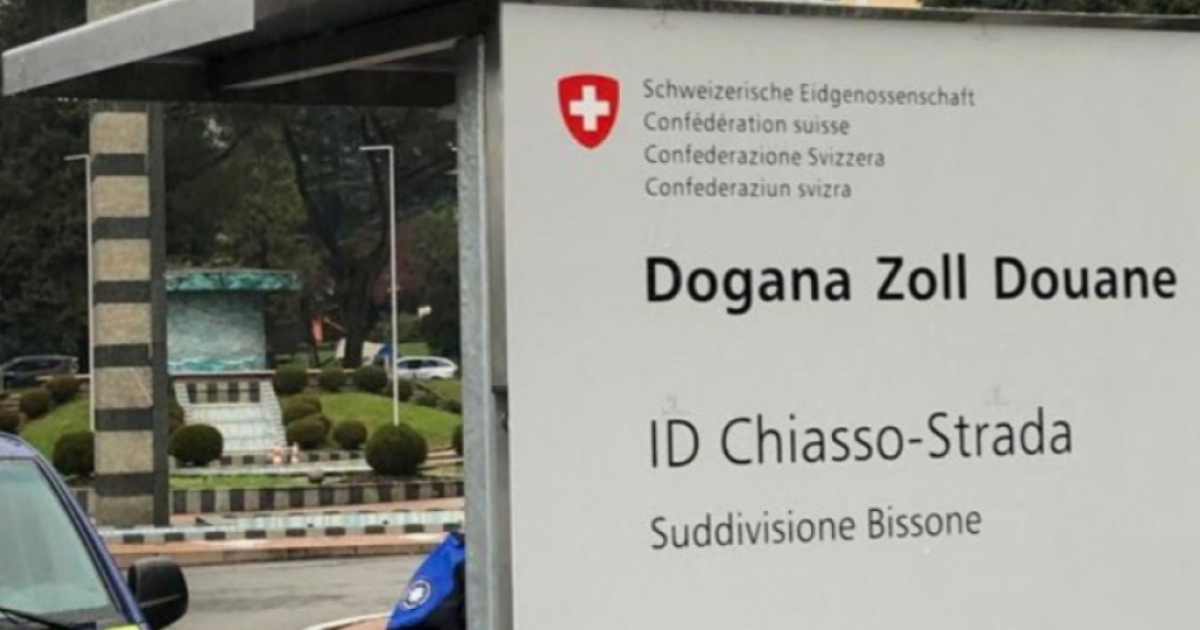 Schweizerische Eidgenossenschaft
Confédération suisse
Confederazione Svizzera
Confederaziun svizra
Dogana Zoll Douane
ID Chiasso-Strada
Suddivisione Bissone